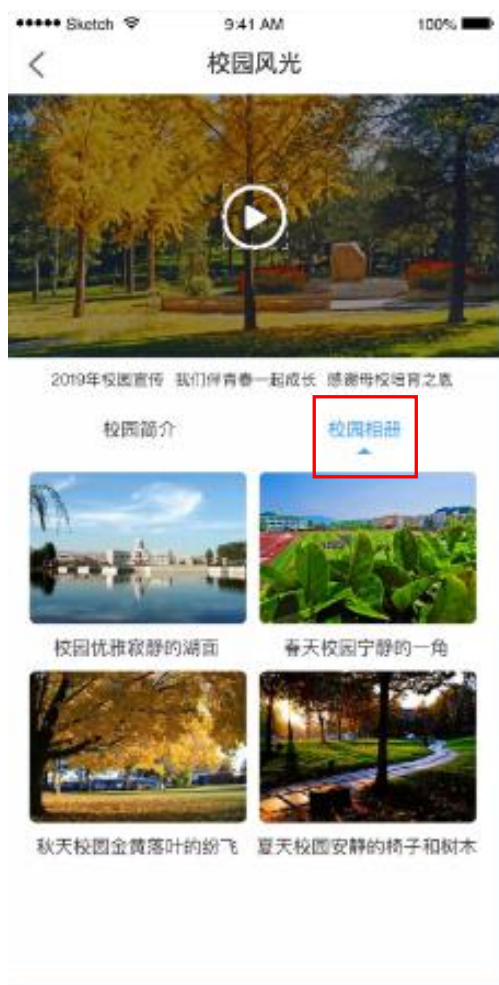 ●●●●● Sketch 9:41 AM 100%
校园风光
2019年校园宣传 我们伴青春一起成长 感谢母校培育之恩
校园简介 校园相册
校园优雅寂静的湖面 春天校园宁静的一角
秋天校园金黄落叶的纷飞 夏天校园安静的椅子和树木